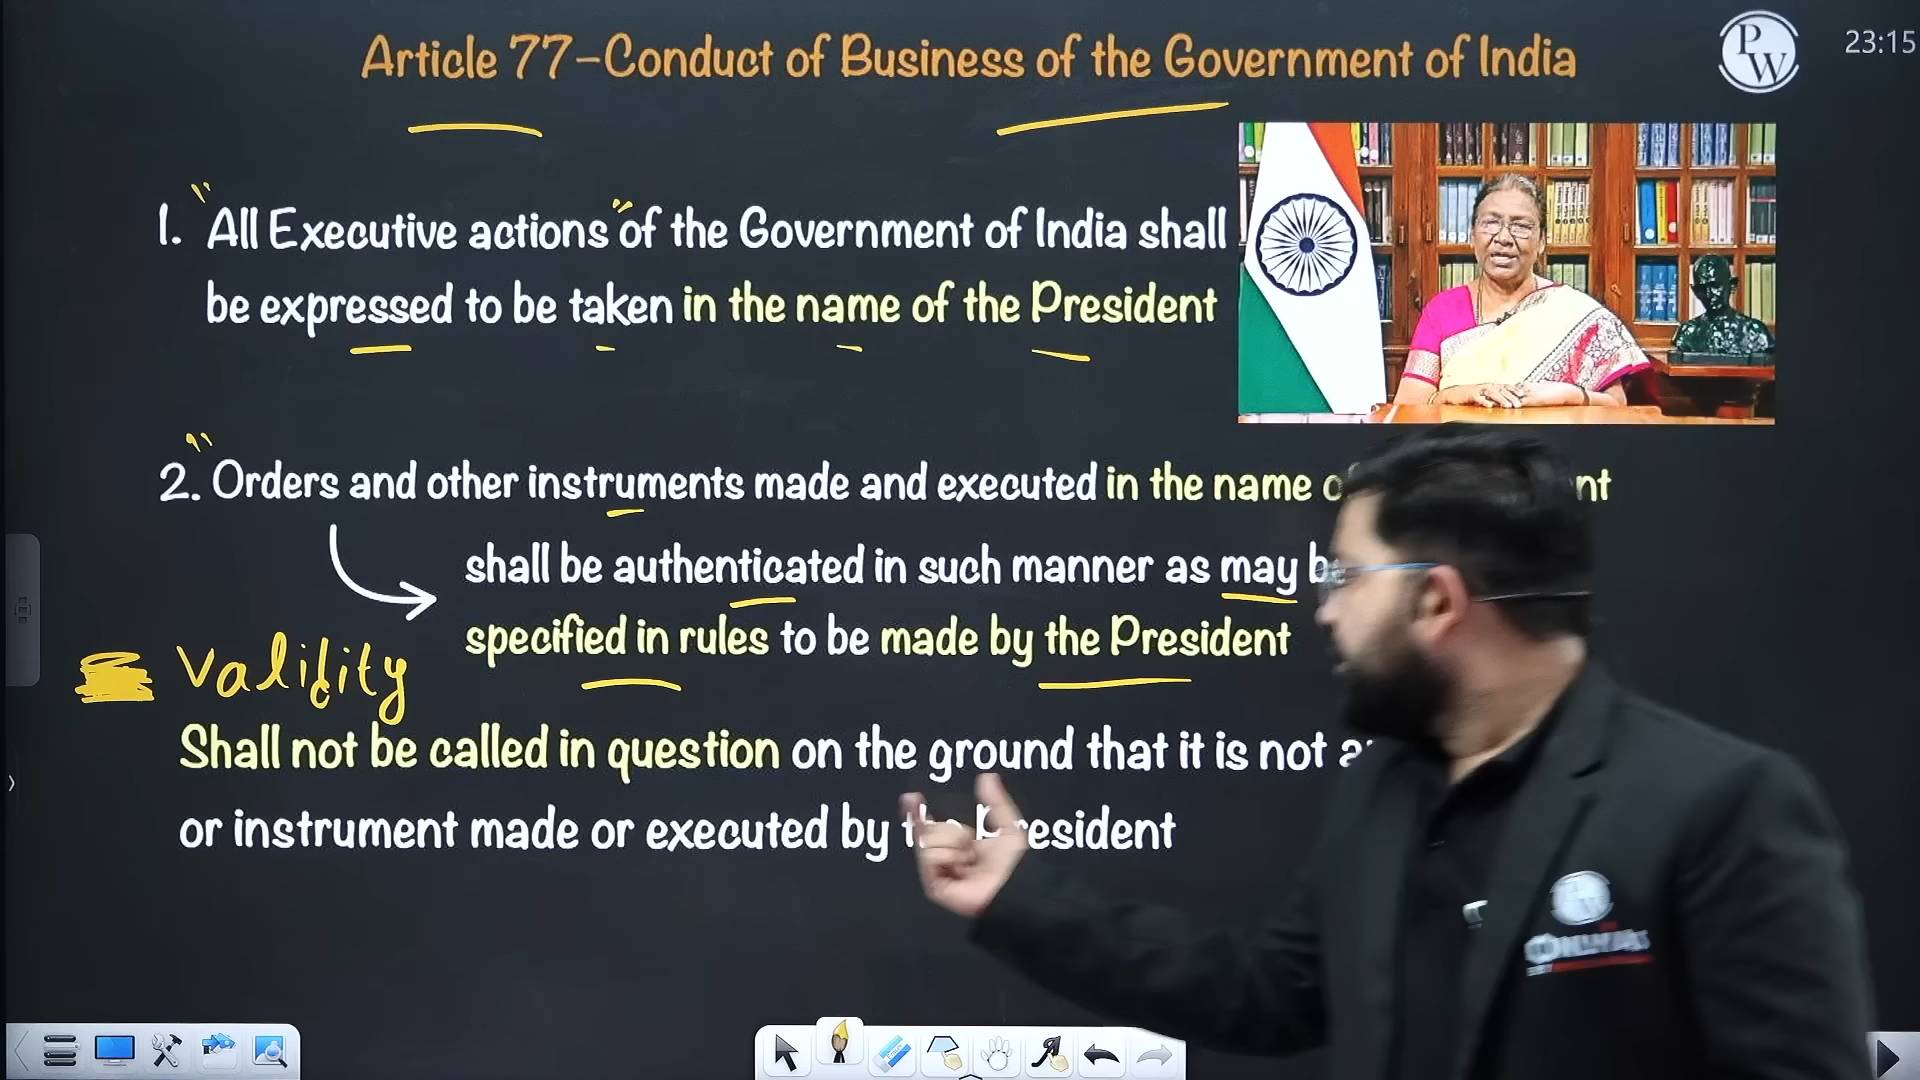 Article 77-Conduct of Business of the Government of India
PW
23:15
1. "All Executive actions" of the Government of India shall
be expressed to be taken in the name of the President
2. "Orders and other instruments made and executed in the name
shall be authenticated in such manner as may
specified in rules to be made by the President
Validity
Shall not be called in question on the ground that it is not
or instrument made or executed by
PW